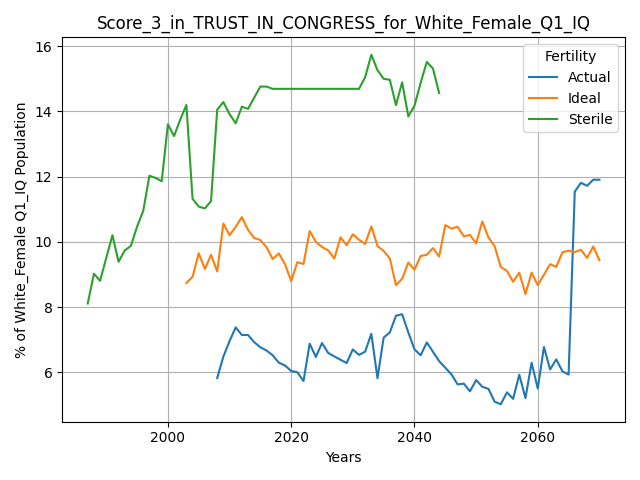 Score_3_in_TRUST_IN_CONGRESS_for_White_Female_Q1_IQ
% of White_Female Q1_IQ Population
16
14
12
10
8
6
Fertility
Actual
Ideal
Sterile
2000
2020
2040
2060
Years